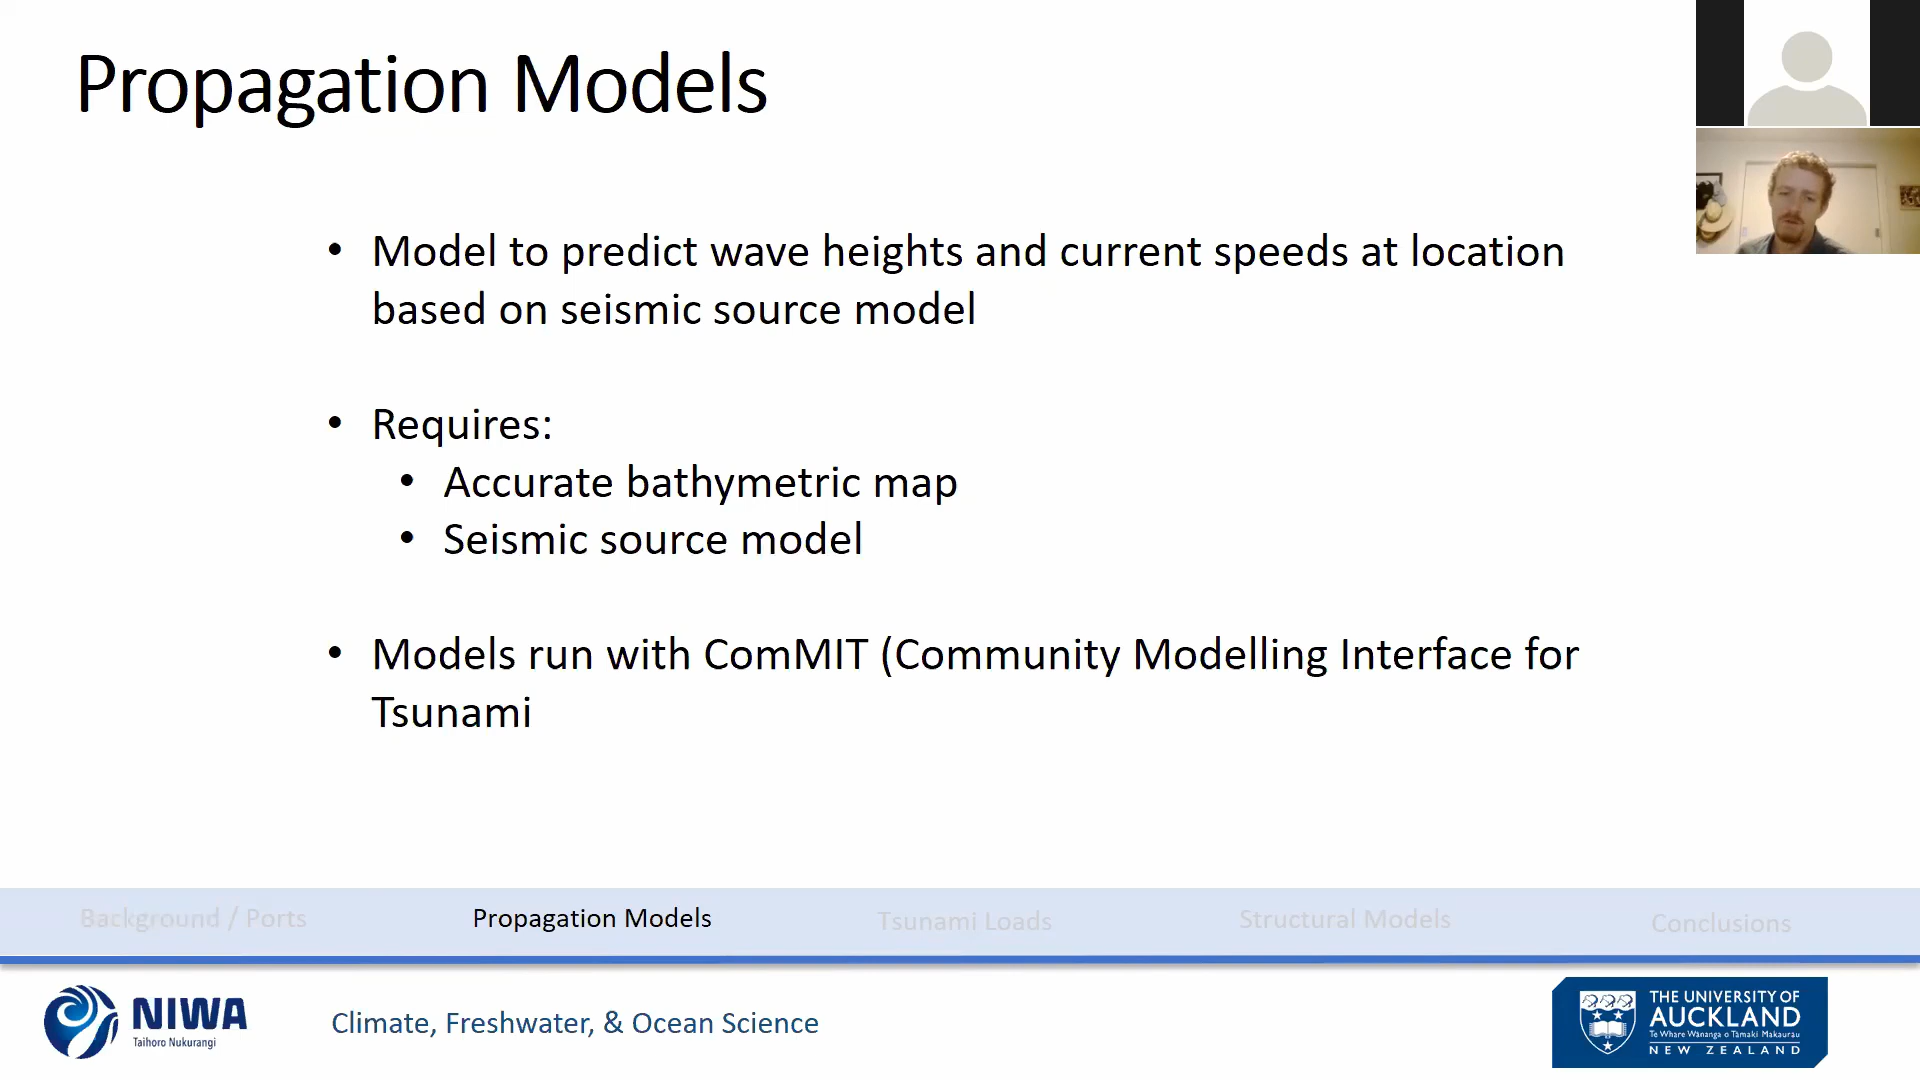 Propagation Models
• Model to predict wave heights and current speeds at location
based on seismic source model
• Requires:
• Accurate bathymetric map
• Seismic source model
• Models run with ComMIT (Community Modelling Interface for
Tsunami
Background / Ports
Propagation Models
Tsunami Loads
Structural Models
Conclusions
NIWA
Taihoro Nukurangi
Climate, Freshwater, & Ocean Science
THE UNIVERSITY OF
AUCKLAND
Te Whare Wānanga o Tāmaki Makaurau
NEW ZEALAND